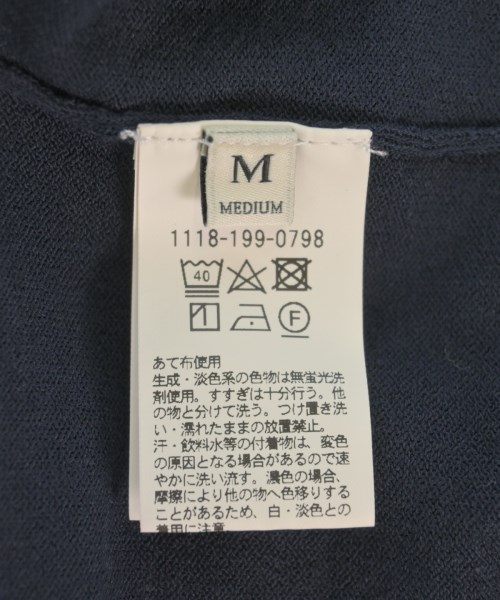 M
MEDIUM
1118-199-0798
40
F
あて布使用
生成・淡色系の色物は無蛍光洗
剤使用。すすぎは十分行う。他
の物と分けて洗う。つけ置き洗
い・濡れたままの放置禁止。
汗・飲料水等の付着物は、変色
の原因となる場合があるので速
やかに洗い流す。濃色の場合、
摩擦により他の物へ色移りする
ことがあるため、白・淡色との
着用に注意